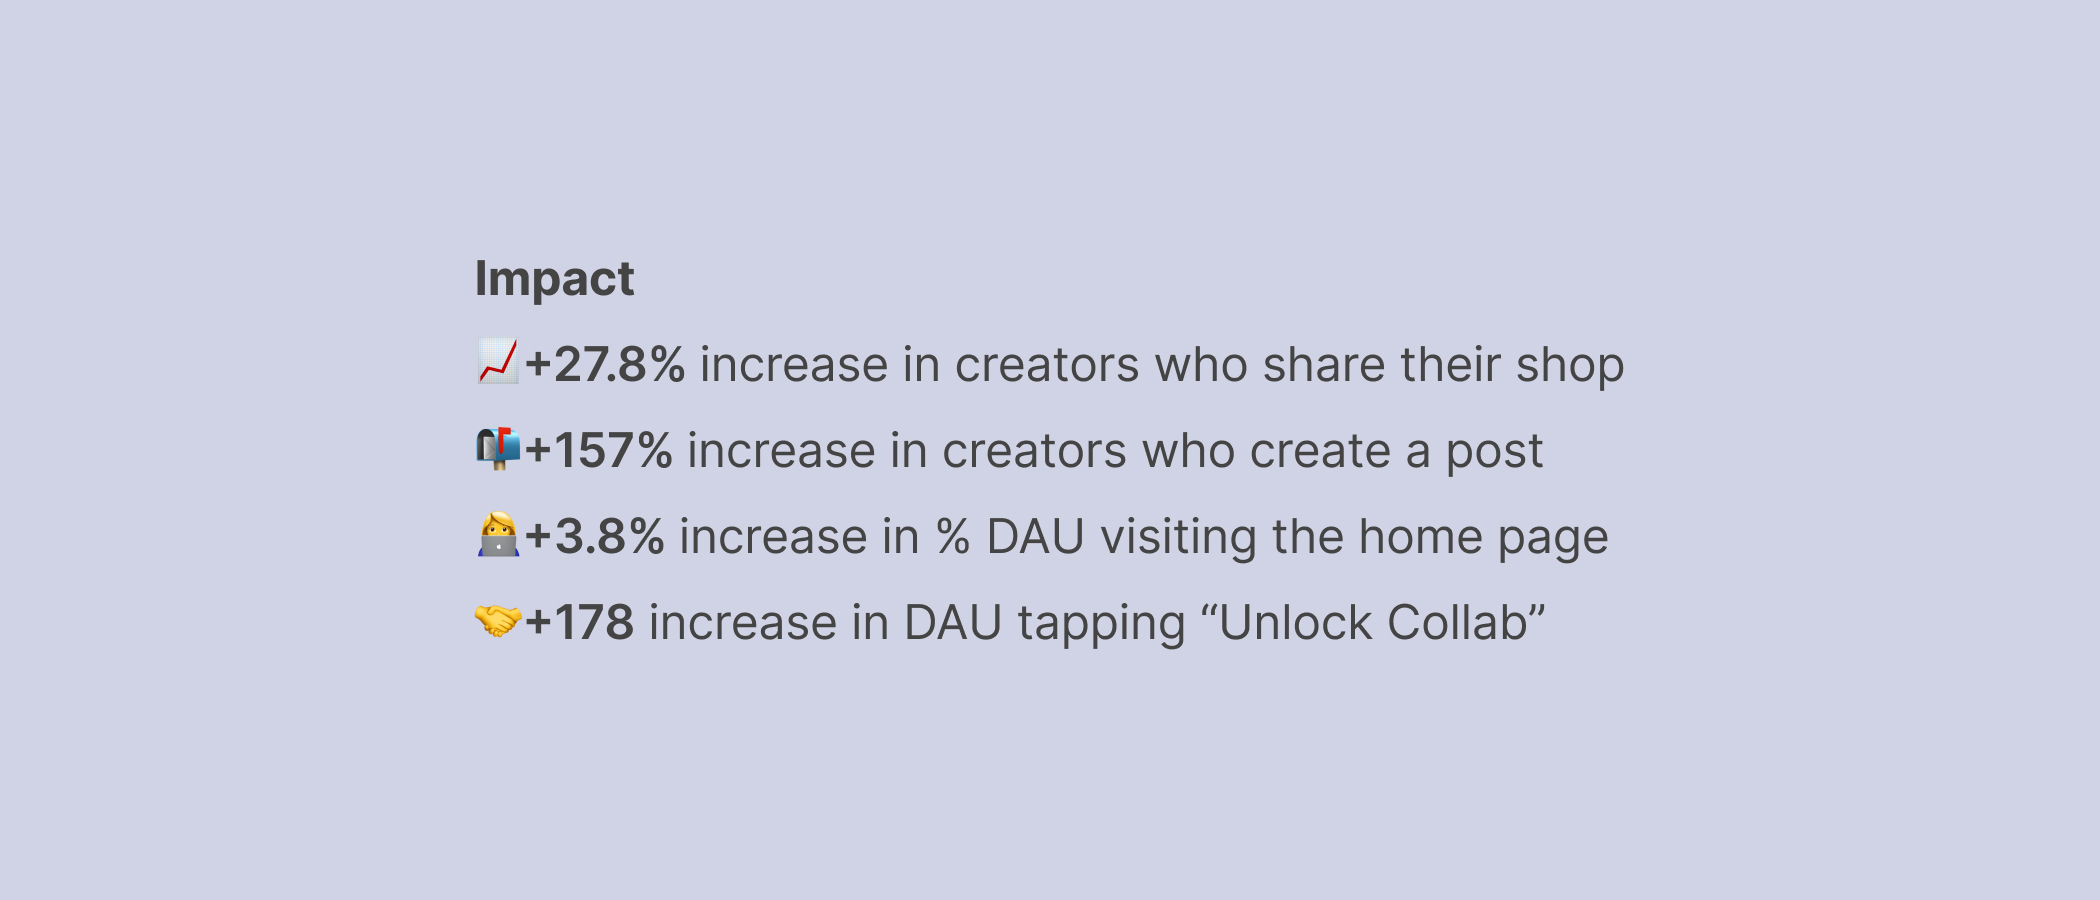 Impact
📈+27.8% increase in creators who share their shop
📬+157% increase in creators who create a post
👩‍💻+3.8% increase in % DAU visiting the home page
🤝+178 increase in DAU tapping “Unlock Collab”